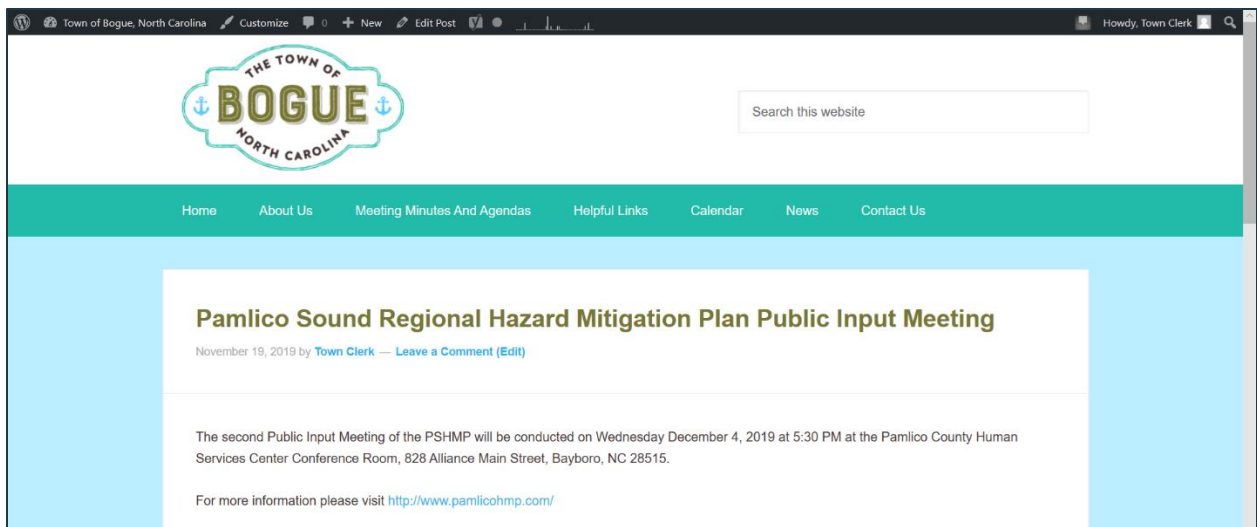 Town of Bogue, North Carolina Customize 0 New Edit Post Howdy, Town Clerk
THE TOWN OF
BOGUE
NORTH CAROLINA
Search this website
Home About Us Meeting Minutes And Agendas Helpful Links Calendar News Contact Us
Pamlico Sound Regional Hazard Mitigation Plan Public Input Meeting
November 19, 2019 by Town Clerk — Leave a Comment (Edit)
The second Public Input Meeting of the PSHMP will be conducted on Wednesday December 4, 2019 at 5:30 PM at the Pamlico County Human
Services Center Conference Room, 828 Alliance Main Street, Bayboro, NC 28515.
For more information please visit http://www.pamlicohmp.com/